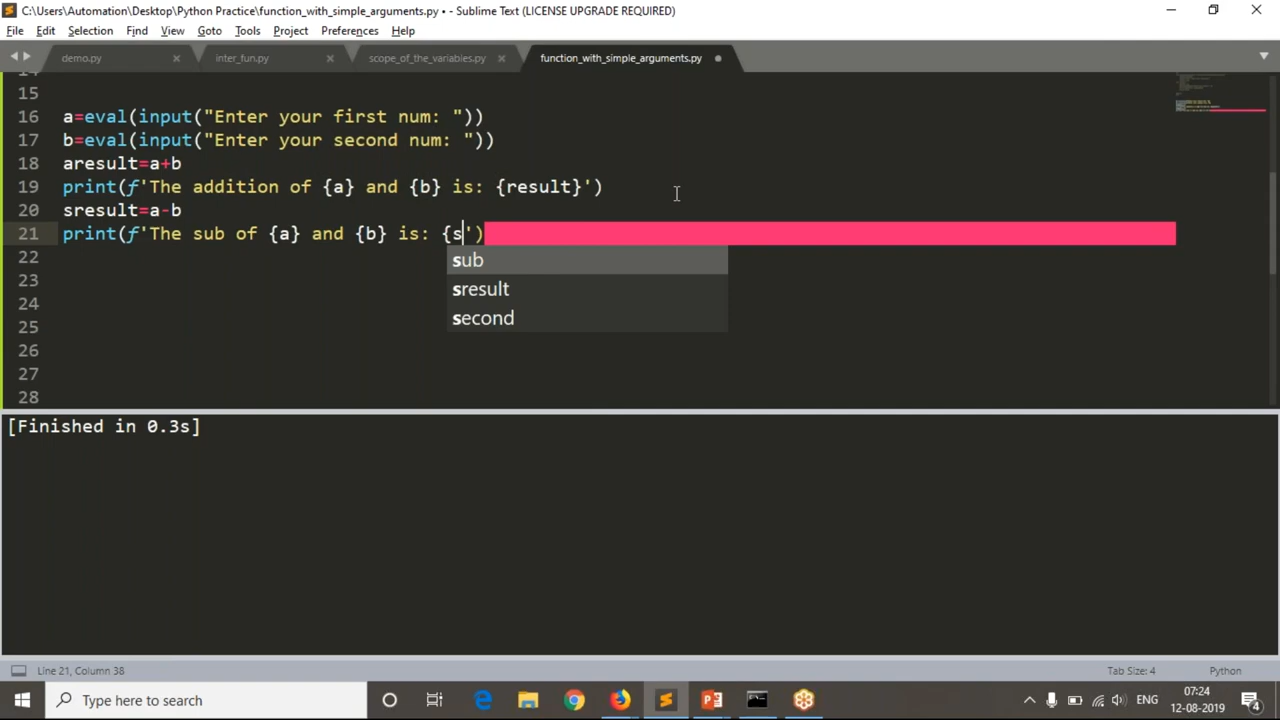 C:\Users\Automation\Desktop\Python Practice\function_with_simple_arguments.py • - Sublime Text (LICENSE UPGRADE REQUIRED)
File Edit Selection Find View Goto Tools Project Preferences Help
demo.py inter_fun.py scope_of_the_variables.py function_with_simple_arguments.py
14
15
16 a=eval(input("Enter your first num: "))
17 b=eval(input("Enter your second num: "))
18 aresult=a+b
19 print(f'The addition of {a} and {b} is: {result}')
20 sresult=a-b
21 print(f'The sub of {a} and {b} is: {s')
22 sub
23 sresult
24 second
25
26
27
28
[Finished in 0.3s]
Line 21, Column 38 Tab Size: 4 Python
Type here to search ENG 07:24
12-08-2019 4